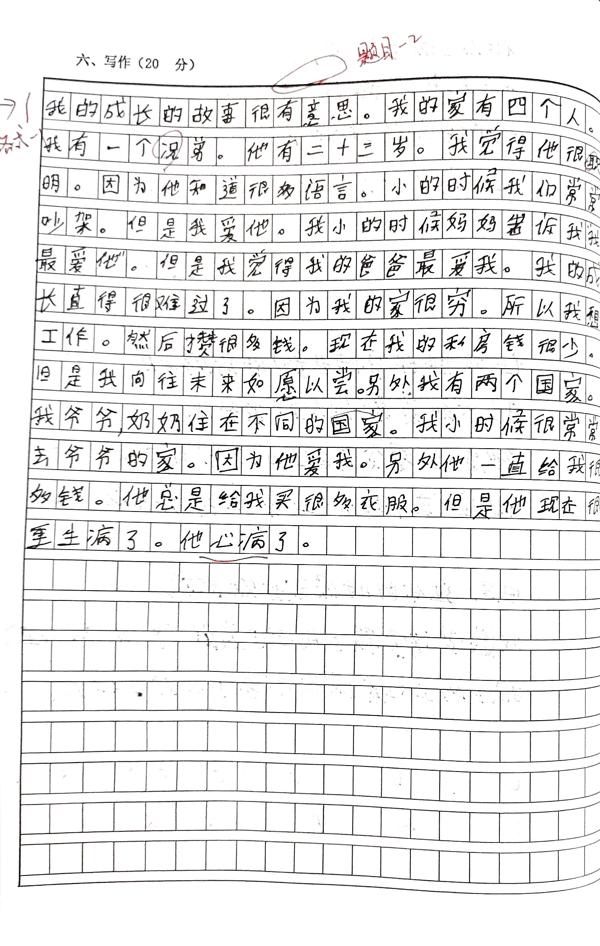 六、写作（20 分）
题目-2
我的成长的故事很有意思。我的家有四个人。
格式-1
我有一个况弟。他有二十三岁。我觉得他很聪
明。因为他知道很多语言。小的时候我们常常
吵架。但是我爱他。我小的时候妈妈告诉我我
最爱他。但是我觉得我的爸爸最爱我。我的成
长直得很难过了。因为我的家很穷。所以我想
工作。然后攒很多钱。现在我的私房钱很少。
但是我向往未来如愿以尝。另外我有两个国家。
我爷爷,奶奶住在不同的国家。我小时候很常常
去爷爷的家。因为他爱我。另外他一直给我很
多钱。他总是给我买很多衣服。但是他现在很
重生病了。他心病了。